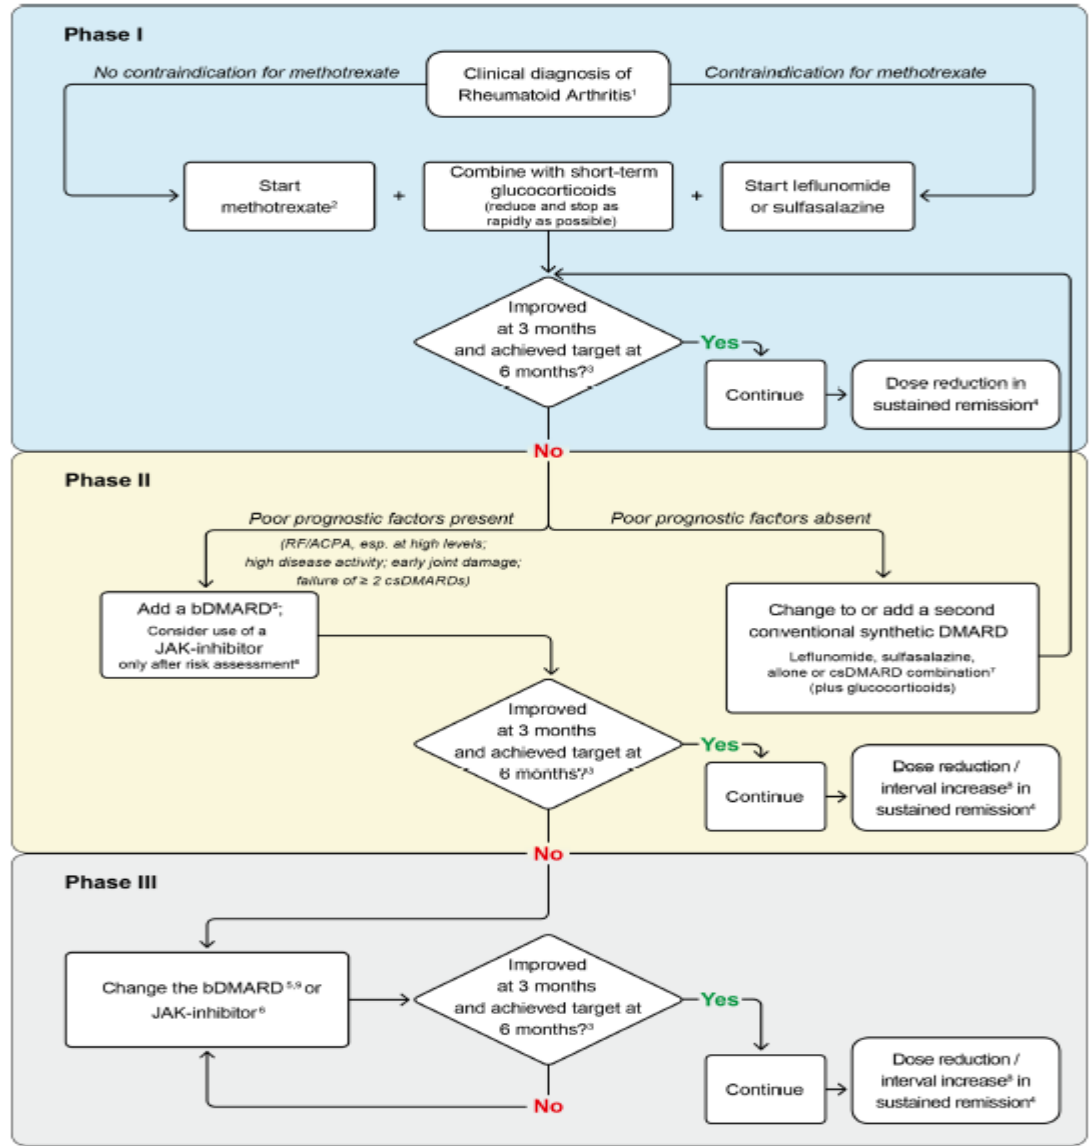 Phase I
No contraindication for methotrexate
Clinical diagnosis of
Rheumatoid Arthritis¹
Contraindication for methotrexate
Start
methotrexate²
+
Combine with short-term
glucocorticoids
(reduce and stop as
rapidly as possible)
+
Start leflunomide
or sulfasalazine
Improved
at 3 months
and achieved target at
6 months?³
Yes
Continue
Dose reduction in
sustained remission⁴
No
Phase II
Poor prognostic factors present
(RF/ACPA, esp. at high levels;
high disease activity; early joint damage;
failure of ≥ 2 csDMARDs)
Poor prognostic factors absent
Add a bDMARD⁵;
Consider use of a
JAK-inhibitor
only after risk assessment⁶
Change to or add a second
conventional synthetic DMARD
Leflunomide, sulfasalazine,
allone or csDMARD combination⁷
(plus glucocorticoids)
Improved
at 3 months
and achieved target at
6 months?³
Yes
Continue
Dose reduction /
interval increase⁸ in
sustained remission⁴
No
Phase III
Change the bDMARD ⁵,⁹ or
JAK-inhibitor⁶
Improved
at 3 months
and achieved target at
6 months?³
Yes
Continue
Dose reduction /
interval increase⁸ in
sustained remission⁴
No